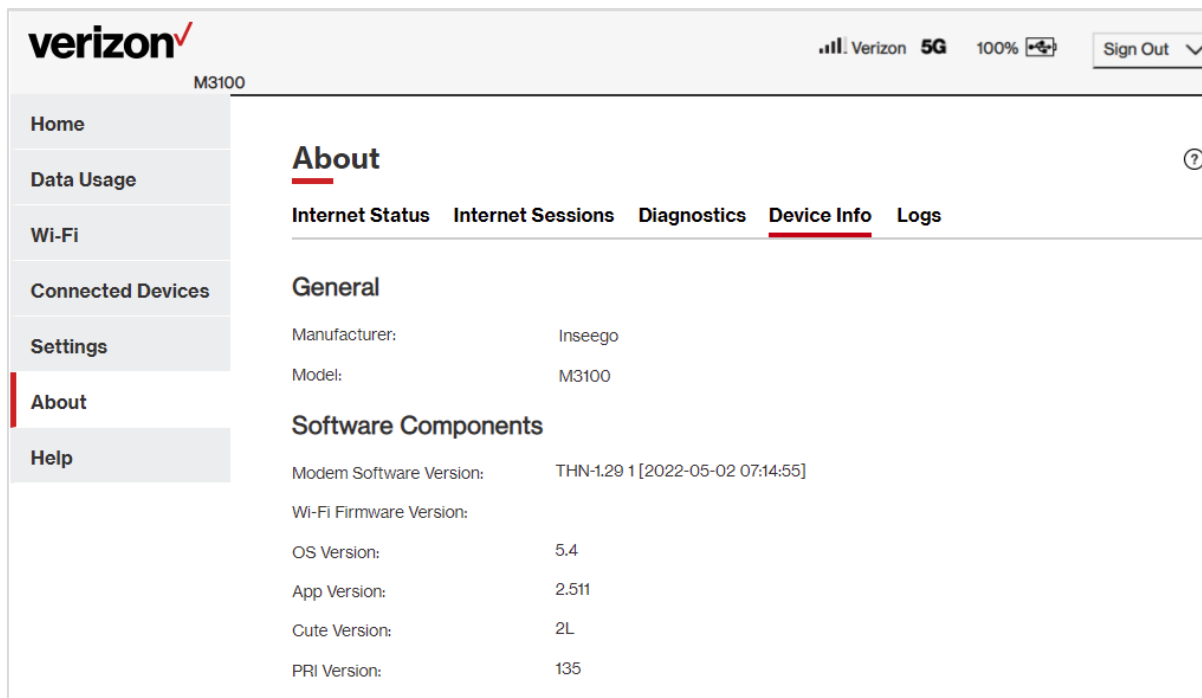 verizon
Verizon 5G 100% Sign Out
M3100
Home
Data Usage
Wi-Fi
Connected Devices
Settings
About
Help
About
?
Internet Status Internet Sessions Diagnostics Device Info Logs
General
Manufacturer: Inseego
Model: M3100
Software Components
Modem Software Version: THN-1.29 1 [2022-05-02 07:14:55]
Wi-Fi Firmware Version:
OS Version: 5.4
App Version: 2.511
Cute Version: 2L
PRI Version: 135